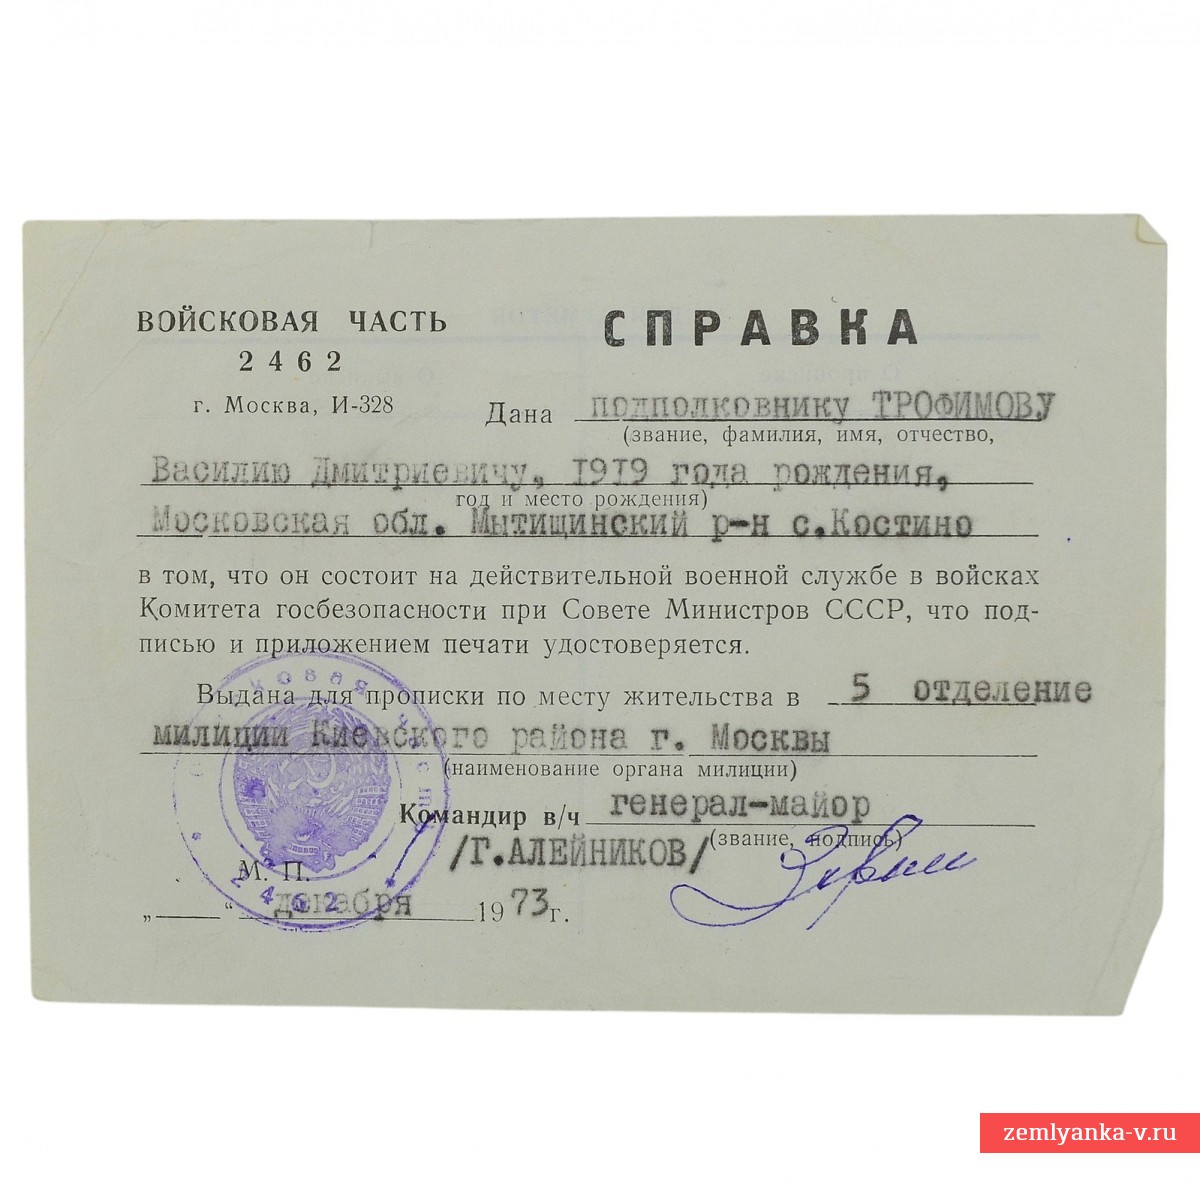 ВОЙСКОВАЯ ЧАСТЬ
2462
г. Москва, И-328
СПРАВКА
Дана подполковнику ТРОФИМОВУ
(звание, фамилия, имя, отчество,
Василию Дмитриевичу, 1919 года рождения,
год и место рождения)
Московская обл. Мытищинский р-н с.Костино
в том, что он состоит на действительной военной службе в войсках
Комитета госбезопасности при Совете Министров СССР, что под-
писью и приложением печати удостоверяется.
Выдана для прописки по месту жительства в 5 отделение
милиции Киевского района г. Москвы
(наименование органа милиции)
Командир в/ч генерал-майор
(звание, подпись)
/Г.АЛЕЙНИКОВ/
М. П.
„ “ декабря 1973 г.
Войсковая часть
* 2462 *
zemlyanka-v.ru